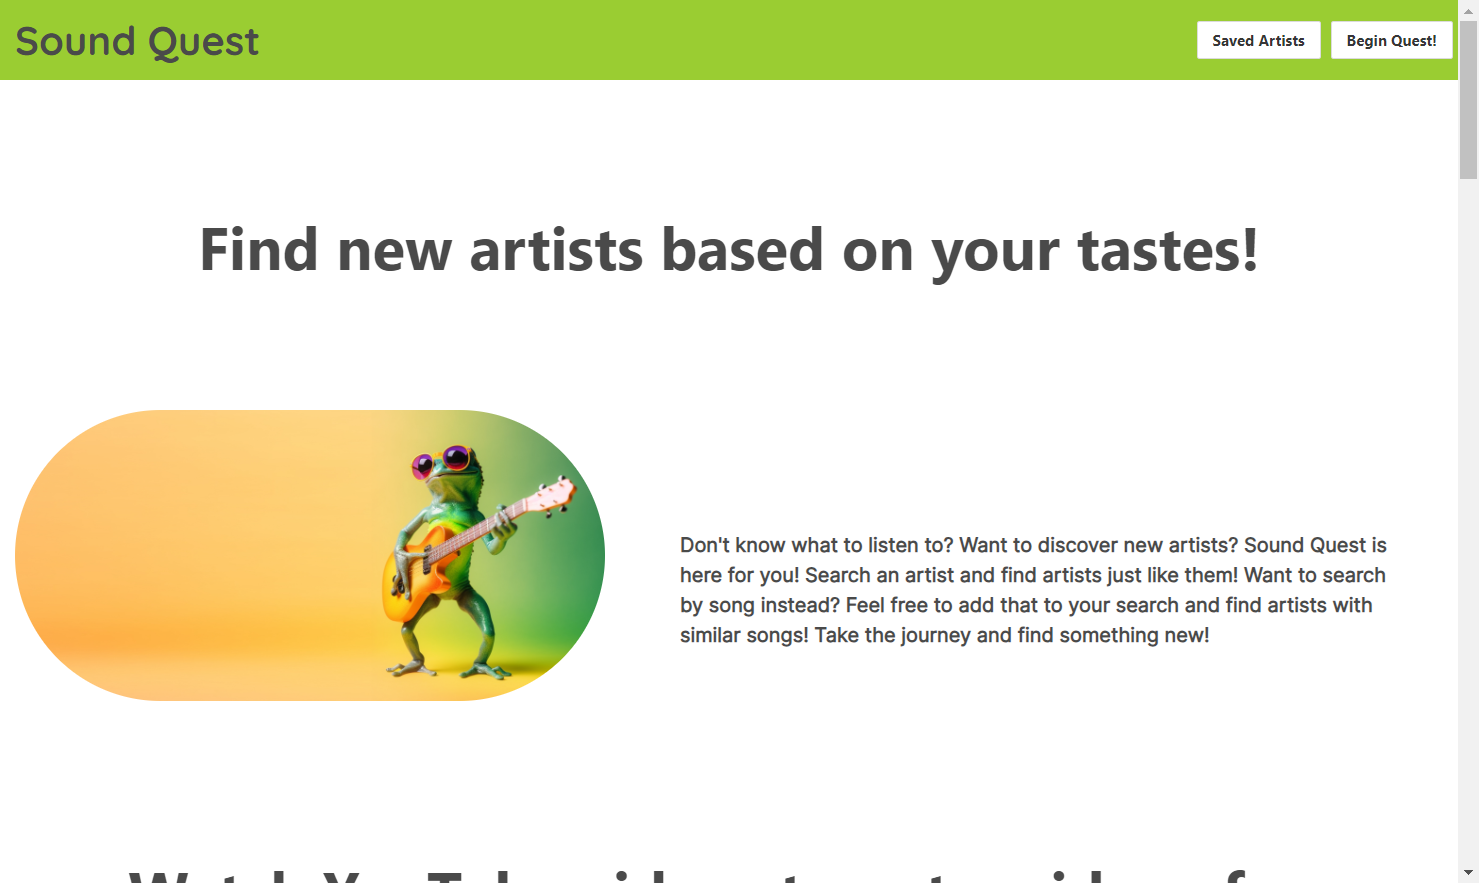 Sound Quest
Saved Artists
Begin Quest!
Find new artists based on your tastes!
Don't know what to listen to? Want to discover new artists? Sound Quest is
here for you! Search an artist and find artists just like them! Want to search
by song instead? Feel free to add that to your search and find artists with
similar songs! Take the journey and find something new!
Watch YouTube